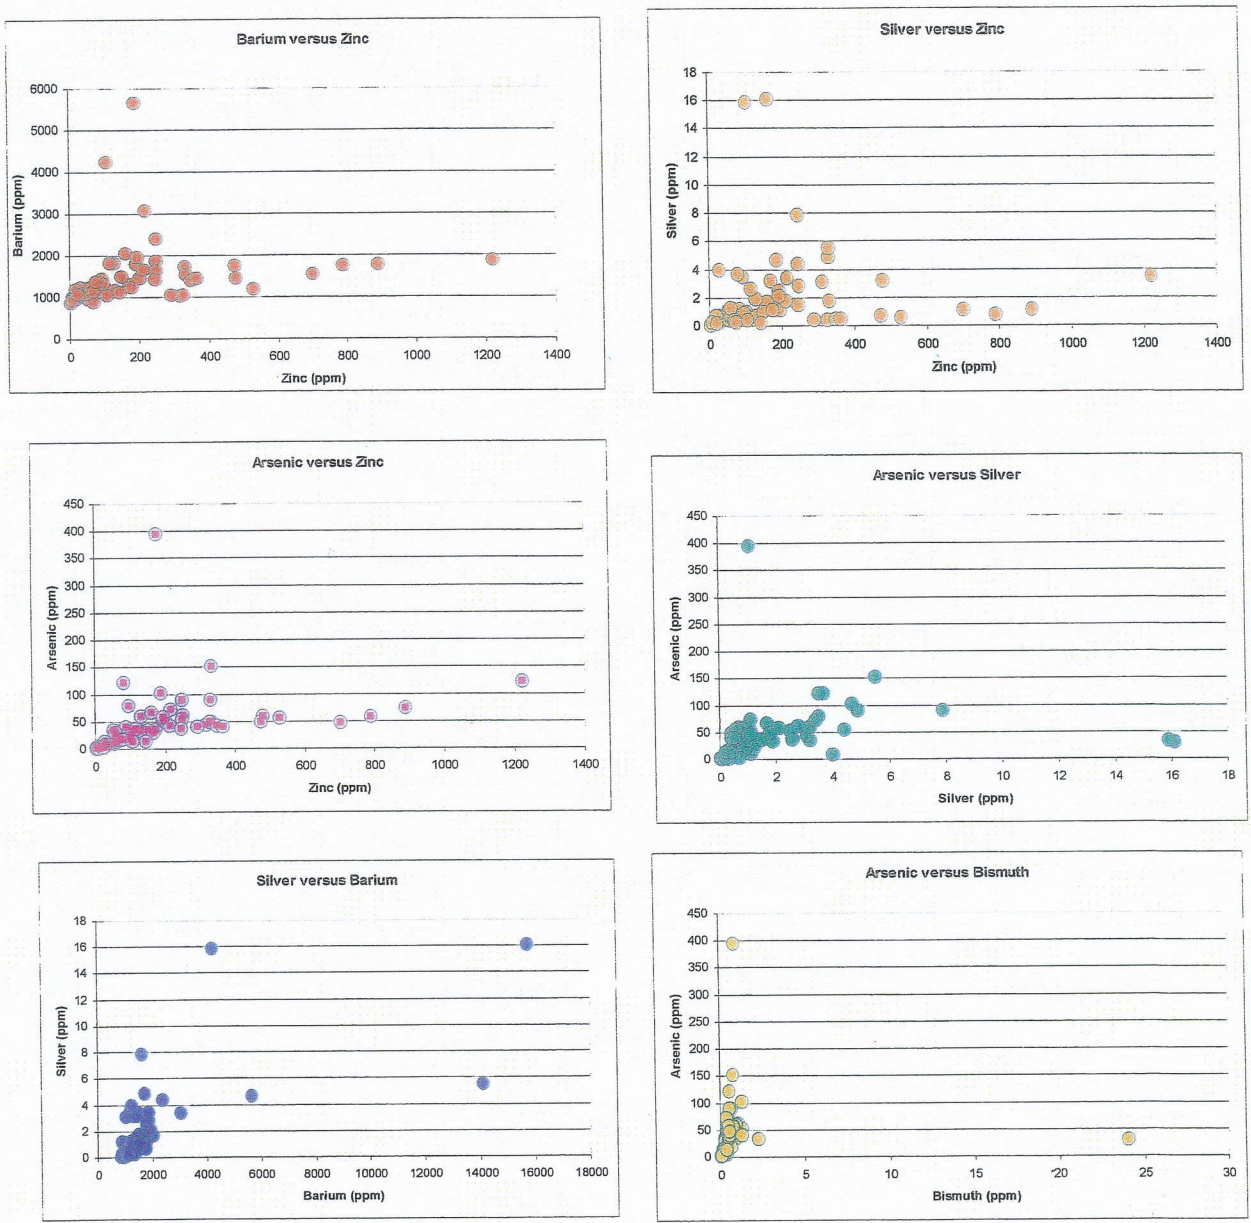 Barium versus Zinc
6000
5000
4000
3000
2000
1000
0
Barium (ppm)
0 200 400 600 800 1000 1200 1400
Zinc (ppm)
Silver versus Zinc
18
16
14
12
10
8
6
4
2
0
Silver (ppm)
0 200 400 600 800 1000 1200 1400
Zinc (ppm)
Arsenic versus Zinc
450
400
350
300
250
200
150
100
50
0
Arsenic (ppm)
0 200 400 600 800 1000 1200 1400
Zinc (ppm)
Arsenic versus Silver
450
400
350
300
250
200
150
100
50
0
Arsenic (ppm)
0 2 4 6 8 10 12 14 16 18
Silver (ppm)
Silver versus Barium
18
16
14
12
10
8
6
4
2
0
Silver (ppm)
0 2000 4000 6000 8000 10000 12000 14000 16000 18000
Barium (ppm)
Arsenic versus Bismuth
450
400
350
300
250
200
150
100
50
0
Arsenic (ppm)
0 5 10 15 20 25 30
Bismuth (ppm)